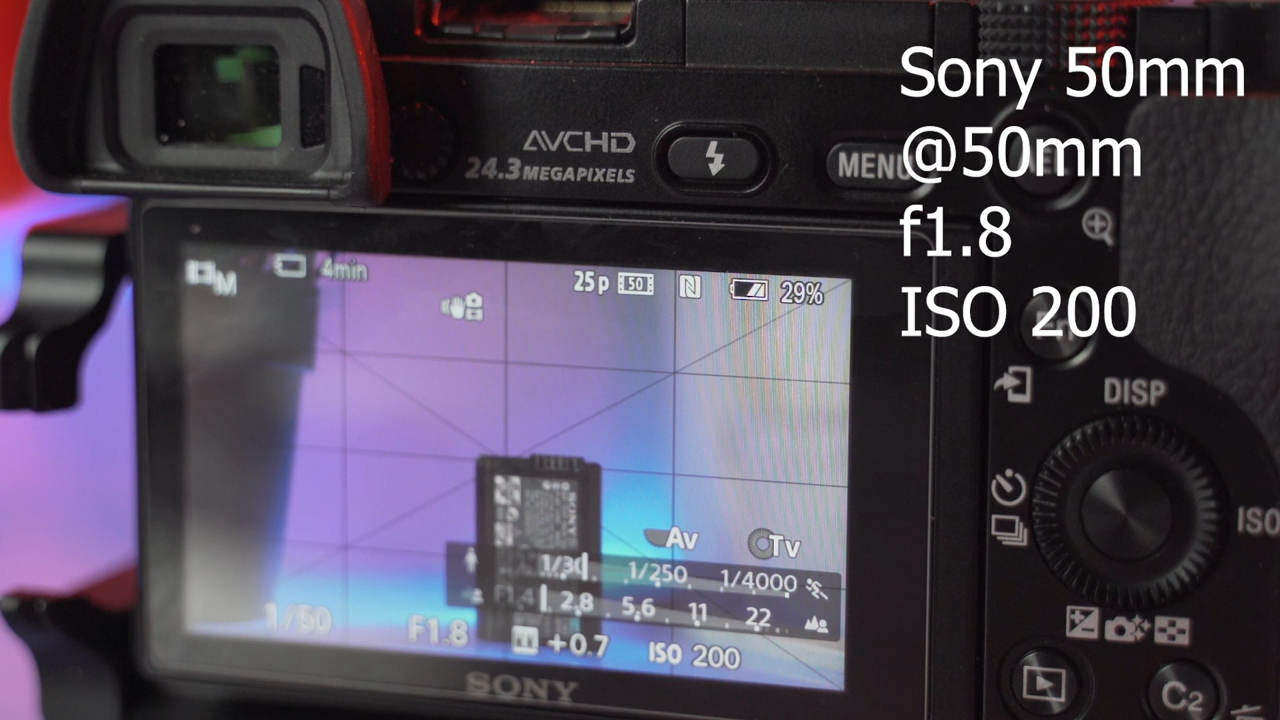 Sony 50mm
@50mm
f1.8
ISO 200
AVCHD
24.3 MEGAPIXELS
MENU
4min
25p 50 N 29%
M
DISP
ISO
Av Tv
1/30 1/250 1/4000
F1.4 2.8 5.6 11 22
1/50 F1.8 +0.7 ISO 200
SONY
C2
SONY